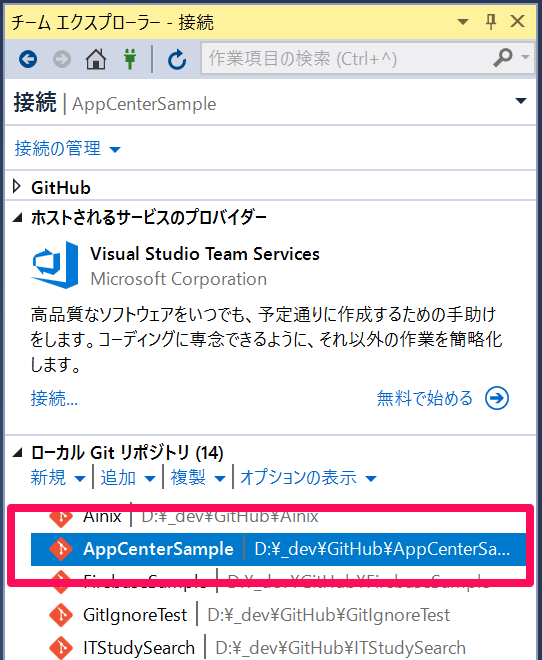 チーム エクスプローラー - 接続
作業項目の検索 (Ctrl+^)
接続 | AppCenterSample
接続の管理
GitHub
ホストされるサービスのプロバイダー
Visual Studio Team Services
Microsoft Corporation
高品質なソフトウェアをいつでも、予定通りに作成するための手助け
をします。コーディングに専念できるように、それ以外の作業を簡略化
します。
接続... 無料で始める
ローカル Git リポジトリ (14)
新規 | 追加 | 複製 | オプションの表示
Ainix | D:¥_dev¥GitHub¥Ainix
AppCenterSample | D:¥_dev¥GitHub¥AppCenterSa...
FirebaseSample | D:¥_dev¥GitHub¥FirebaseSample
GitIgnoreTest | D:¥_dev¥GitHub¥GitIgnoreTest
ITStudySearch | D:¥_dev¥GitHub¥ITStudySearch